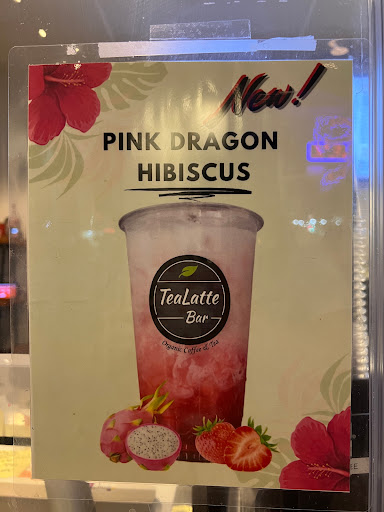 New!
PINK DRAGON
HIBISCUS
TeaLatte
Bar
Organic Coffee & Tea